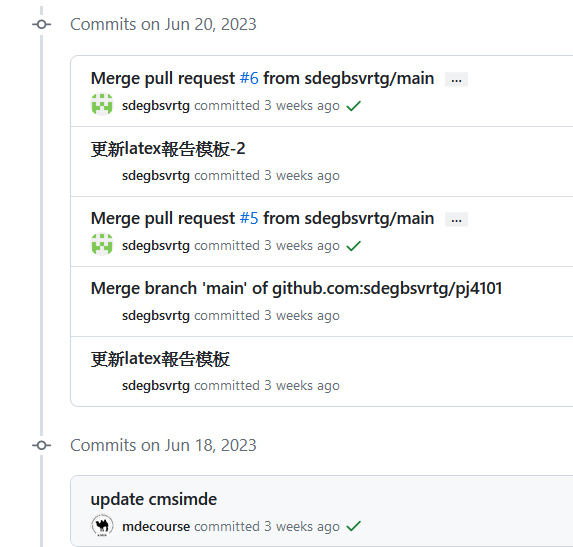 Commits on Jun 20, 2023
Merge pull request #6 from sdegbsvrtg/main ...
sdegbsvrtg committed 3 weeks ago
更新latex報告模板-2
sdegbsvrtg committed 3 weeks ago
Merge pull request #5 from sdegbsvrtg/main ...
sdegbsvrtg committed 3 weeks ago
Merge branch 'main' of github.com:sdegbsvrtg/pj4101
sdegbsvrtg committed 3 weeks ago
更新latex報告模板
sdegbsvrtg committed 3 weeks ago
Commits on Jun 18, 2023
update cmsimde
mdecourse committed 3 weeks ago